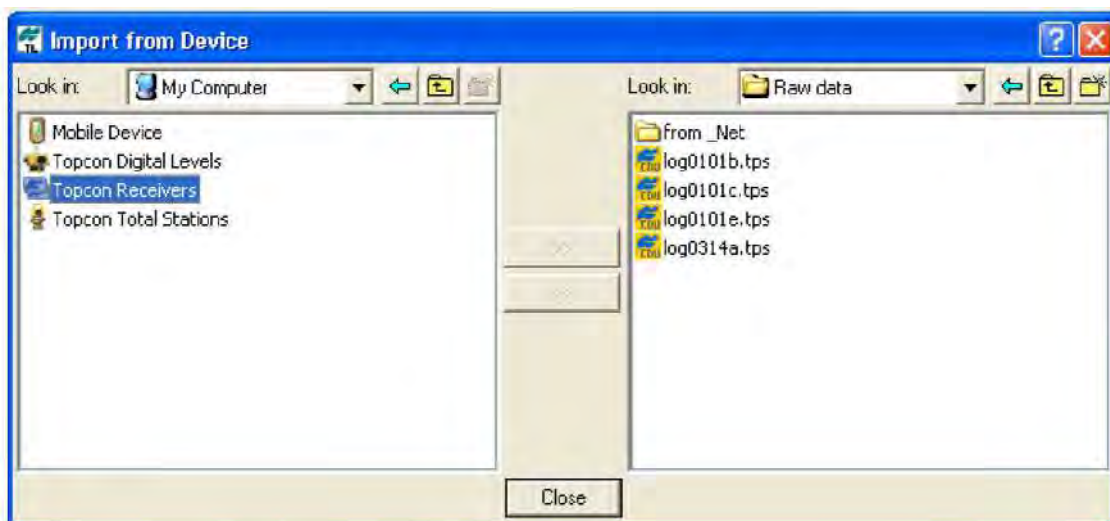 Import from Device
Look in: My Computer
Look in: Raw data
Mobile Device
Topcon Digital Levels
Topcon Receivers
Topcon Total Stations
from _Net
log0101b.tps
log0101c.tps
log0101e.tps
log0314a.tps
>>
Close